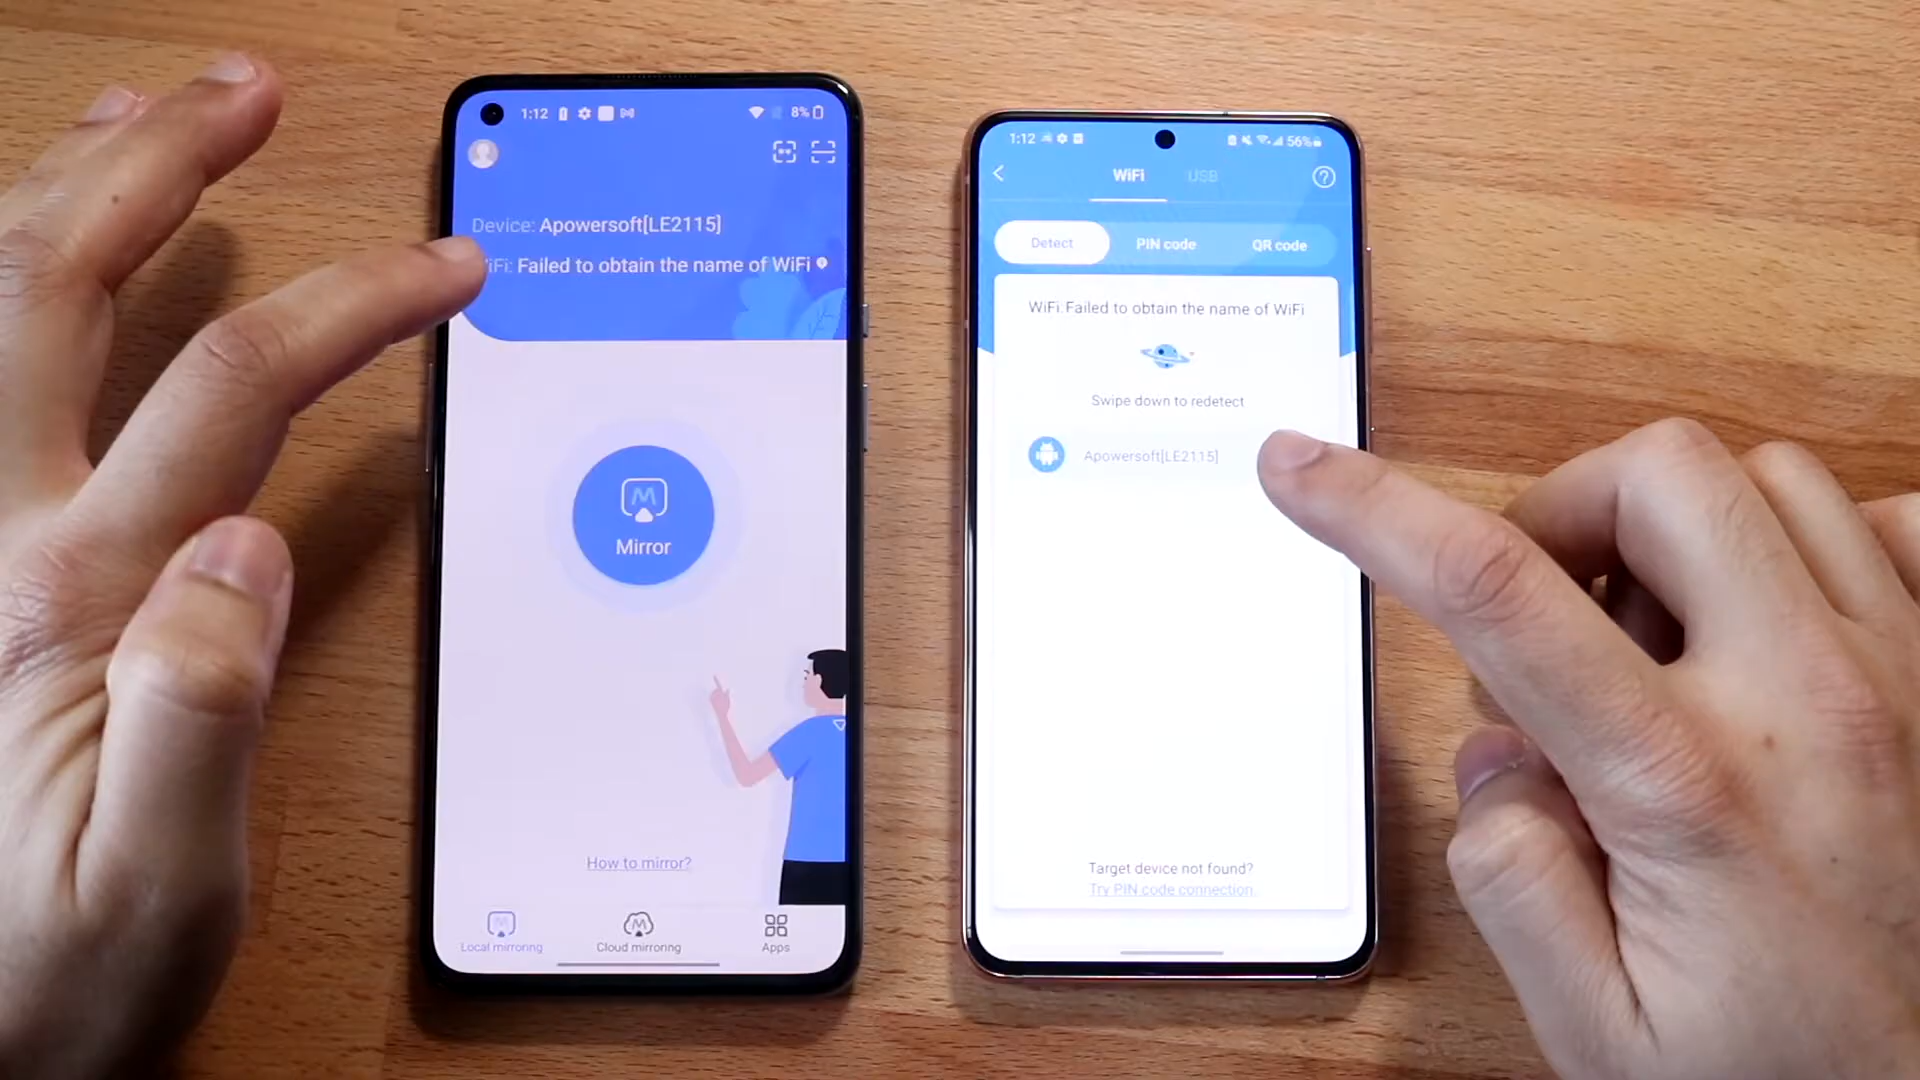 1:12
8%
Device: Apowersoft[LE2115]
iFi: Failed to obtain the name of WiFi
Mirror
How to mirror?
Local mirroring
Cloud mirroring
Apps
1:12
56%
WiFi
USB
Detect
PIN code
QR code
WiFi:Failed to obtain the name of WiFi
Swipe down to redetect
Apowersoft[LE2115]
Target device not found?
Try PIN code connection.